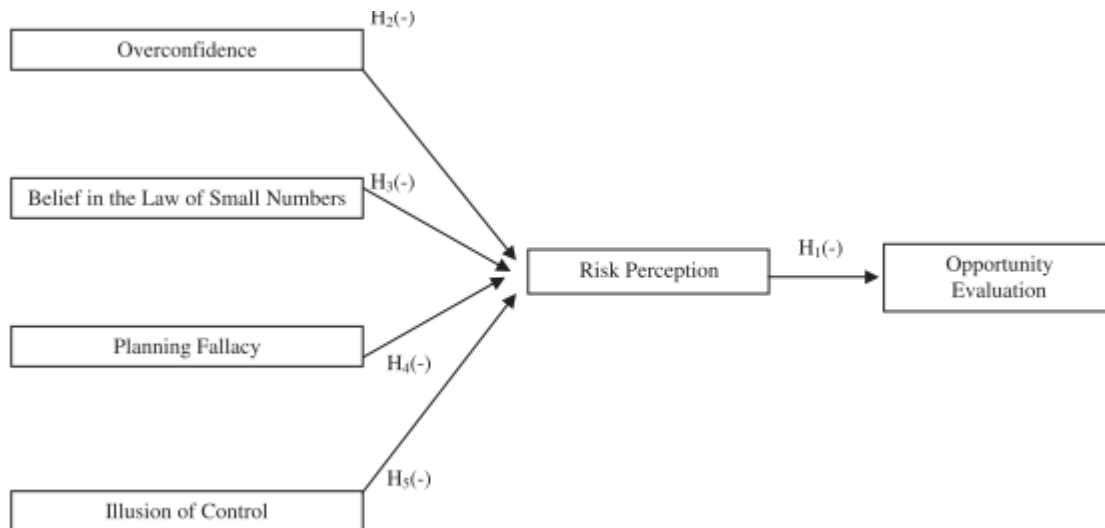 H₂(-)
Overconfidence
H₃(-)
Belief in the Law of Small Numbers
H₁(-)
Risk Perception
Opportunity
Evaluation
Planning Fallacy
H₄(-)
H₅(-)
Illusion of Control